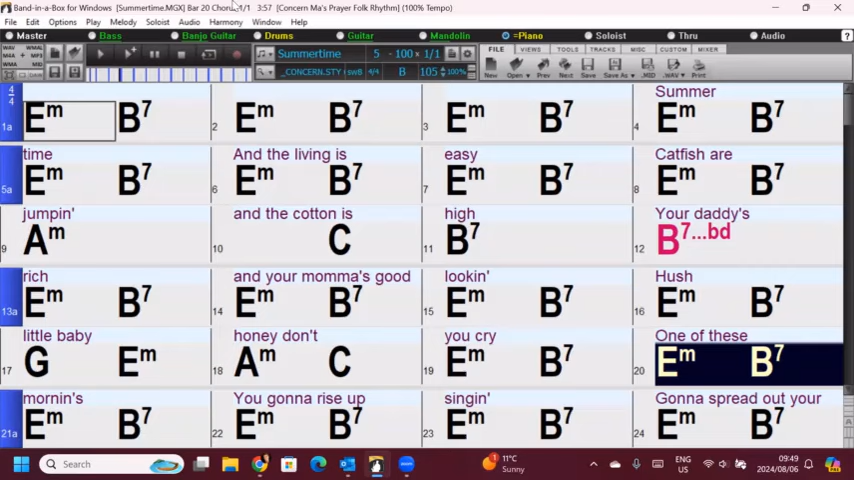 Band-in-a-Box for Windows [Summertime.MGX] Bar 20 Chorus 1/1 3:57 [Concern Ma's Prayer Folk Rhythm] (100% Tempo)
File Edit Options Play Melody Soloist Audio Harmony Window Help
Master Bass Banjo Guitar Drums Guitar Mandolin =Piano Soloist Thru Audio ?
FILE VIEWS TOOLS TRACKS MIX CUSTOM MIXER
Summertime 5 - 100 x 1/1
_CONCERN.STY swB 4/4 B 105 100%
New Open Prev Next Save Save As .MID .WAV Print
4/4 Summer
1a Em B7 2 Em B7 3 Em B7 4 Em B7
time And the living is easy Catfish are
5a Em B7 6 Em B7 7 Em B7 8 Em B7
jumpin' and the cotton is high Your daddy's
9 Am 10 C 11 B7 12 B7...bd
rich and your momma's good lookin' Hush
13a Em B7 14 Em B7 15 Em B7 16 Em B7
little baby honey don't you cry One of these
17 G Em 18 Am C 19 Em B7 20 Em B7
mornin's You gonna rise up singin' Gonna spread out your
21a Em B7 22 Em B7 23 Em B7 24 Em B7
Search 11°C Sunny ENG US 09:49 2024/08/06